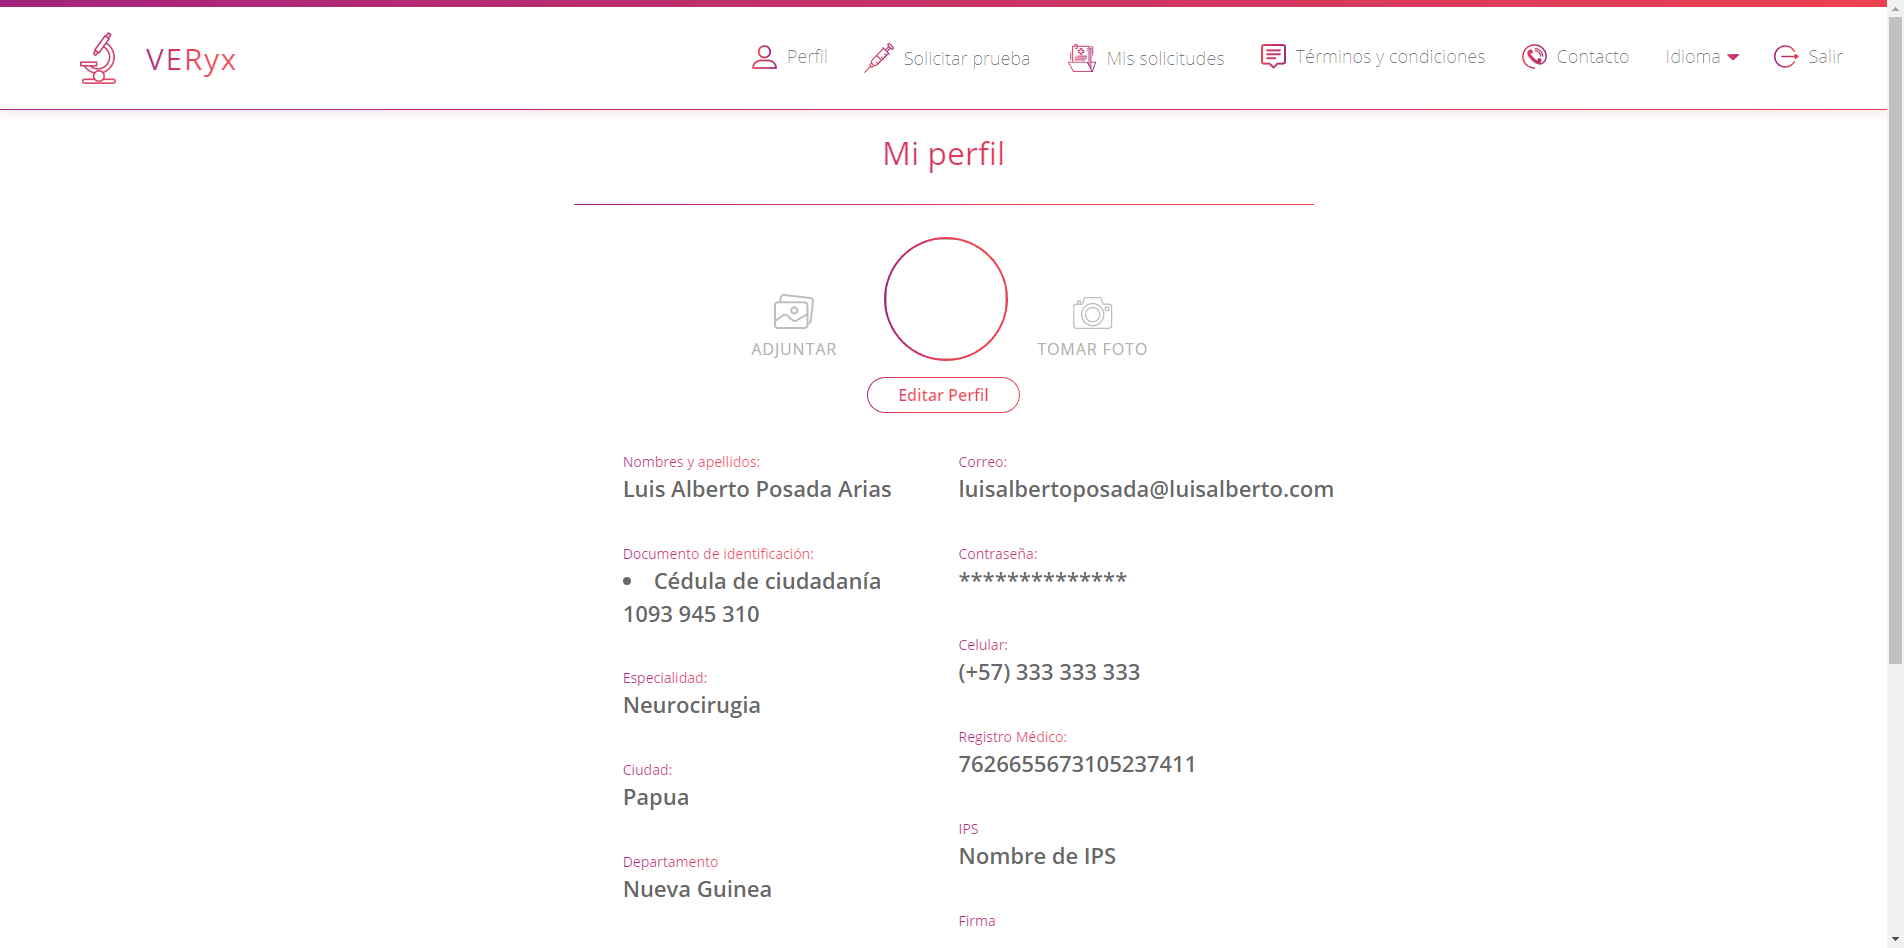 VERyx
Perfil
Solicitar prueba
Mis solicitudes
Términos y condiciones
Contacto
Idioma
Salir
Mi perfil
ADJUNTAR
TOMAR FOTO
Editar Perfil
Nombres y apellidos:
Luis Alberto Posada Arias
Documento de identificación:
• Cédula de ciudadanía
1093 945 310
Especialidad:
Neurocirugia
Ciudad:
Papua
Departamento
Nueva Guinea
Correo:
luisalbertoposada@luisalberto.com
Contraseña:
**************
Celular:
(+57) 333 333 333
Registro Médico:
7626655673105237411
IPS
Nombre de IPS
Firma